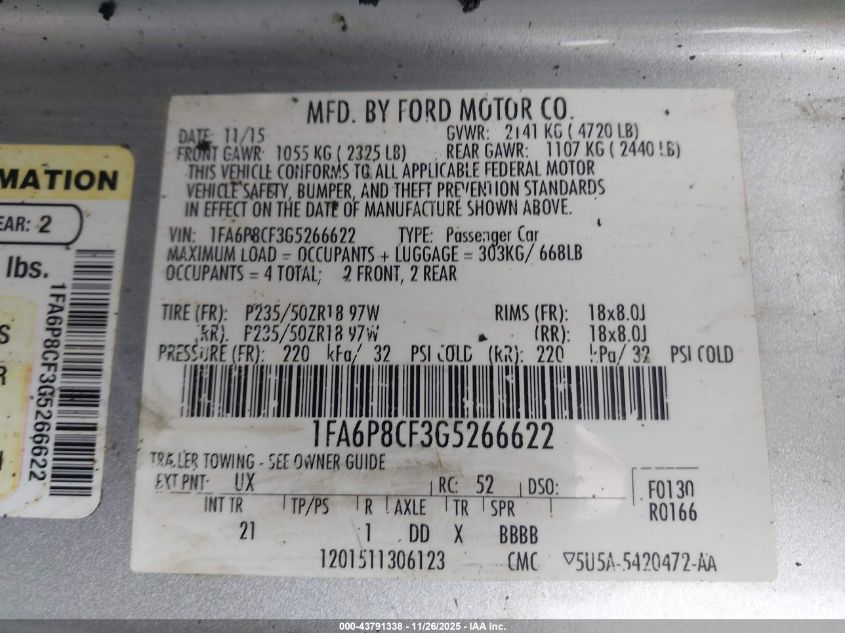 MFD. BY FORD MOTOR CO.
DATE: 11/15 GVWR: 2141 KG ( 4720 LB)
FRONT GAWR: 1055 KG ( 2325 LB) REAR GAWR: 1107 KG ( 2440 LB)
THIS VEHICLE CONFORMS TO ALL APPLICABLE FEDERAL MOTOR
VEHICLE SAFETY, BUMPER, AND THEFT PREVENTION STANDARDS
IN EFFECT ON THE DATE OF MANUFACTURE SHOWN ABOVE.
VIN: 1FA6P8CF3G5266622 TYPE: Passenger Car
MAXIMUM LOAD = OCCUPANTS + LUGGAGE = 303KG/ 668LB
OCCUPANTS = 4 TOTAL; 2 FRONT, 2 REAR
TIRE (FR): P235/50ZR18 97W RIMS (FR): 18x8.0J
(RR): P235/50ZR18 97W (RR): 18x8.0J
PRESSURE (FR): 220 kPa/ 32 PSI COLD (RR): 220 kPa/ 32 PSI COLD
1FA6P8CF3G5266622
TRAILER TOWING - SEE OWNER GUIDE
EXT PNT: UX RC: 52 DSO: F0130
INT TR TP/PS R AXLE TR SPR R0166
21 1 DD X BBBB
1201511306123 CMC ▽5U5A-5420472-AA
MATION
EAR: 2
lbs.
S
R
1FA6P8CF3G5266622
000-43791338 | 11/26/2025 | IAA Inc.